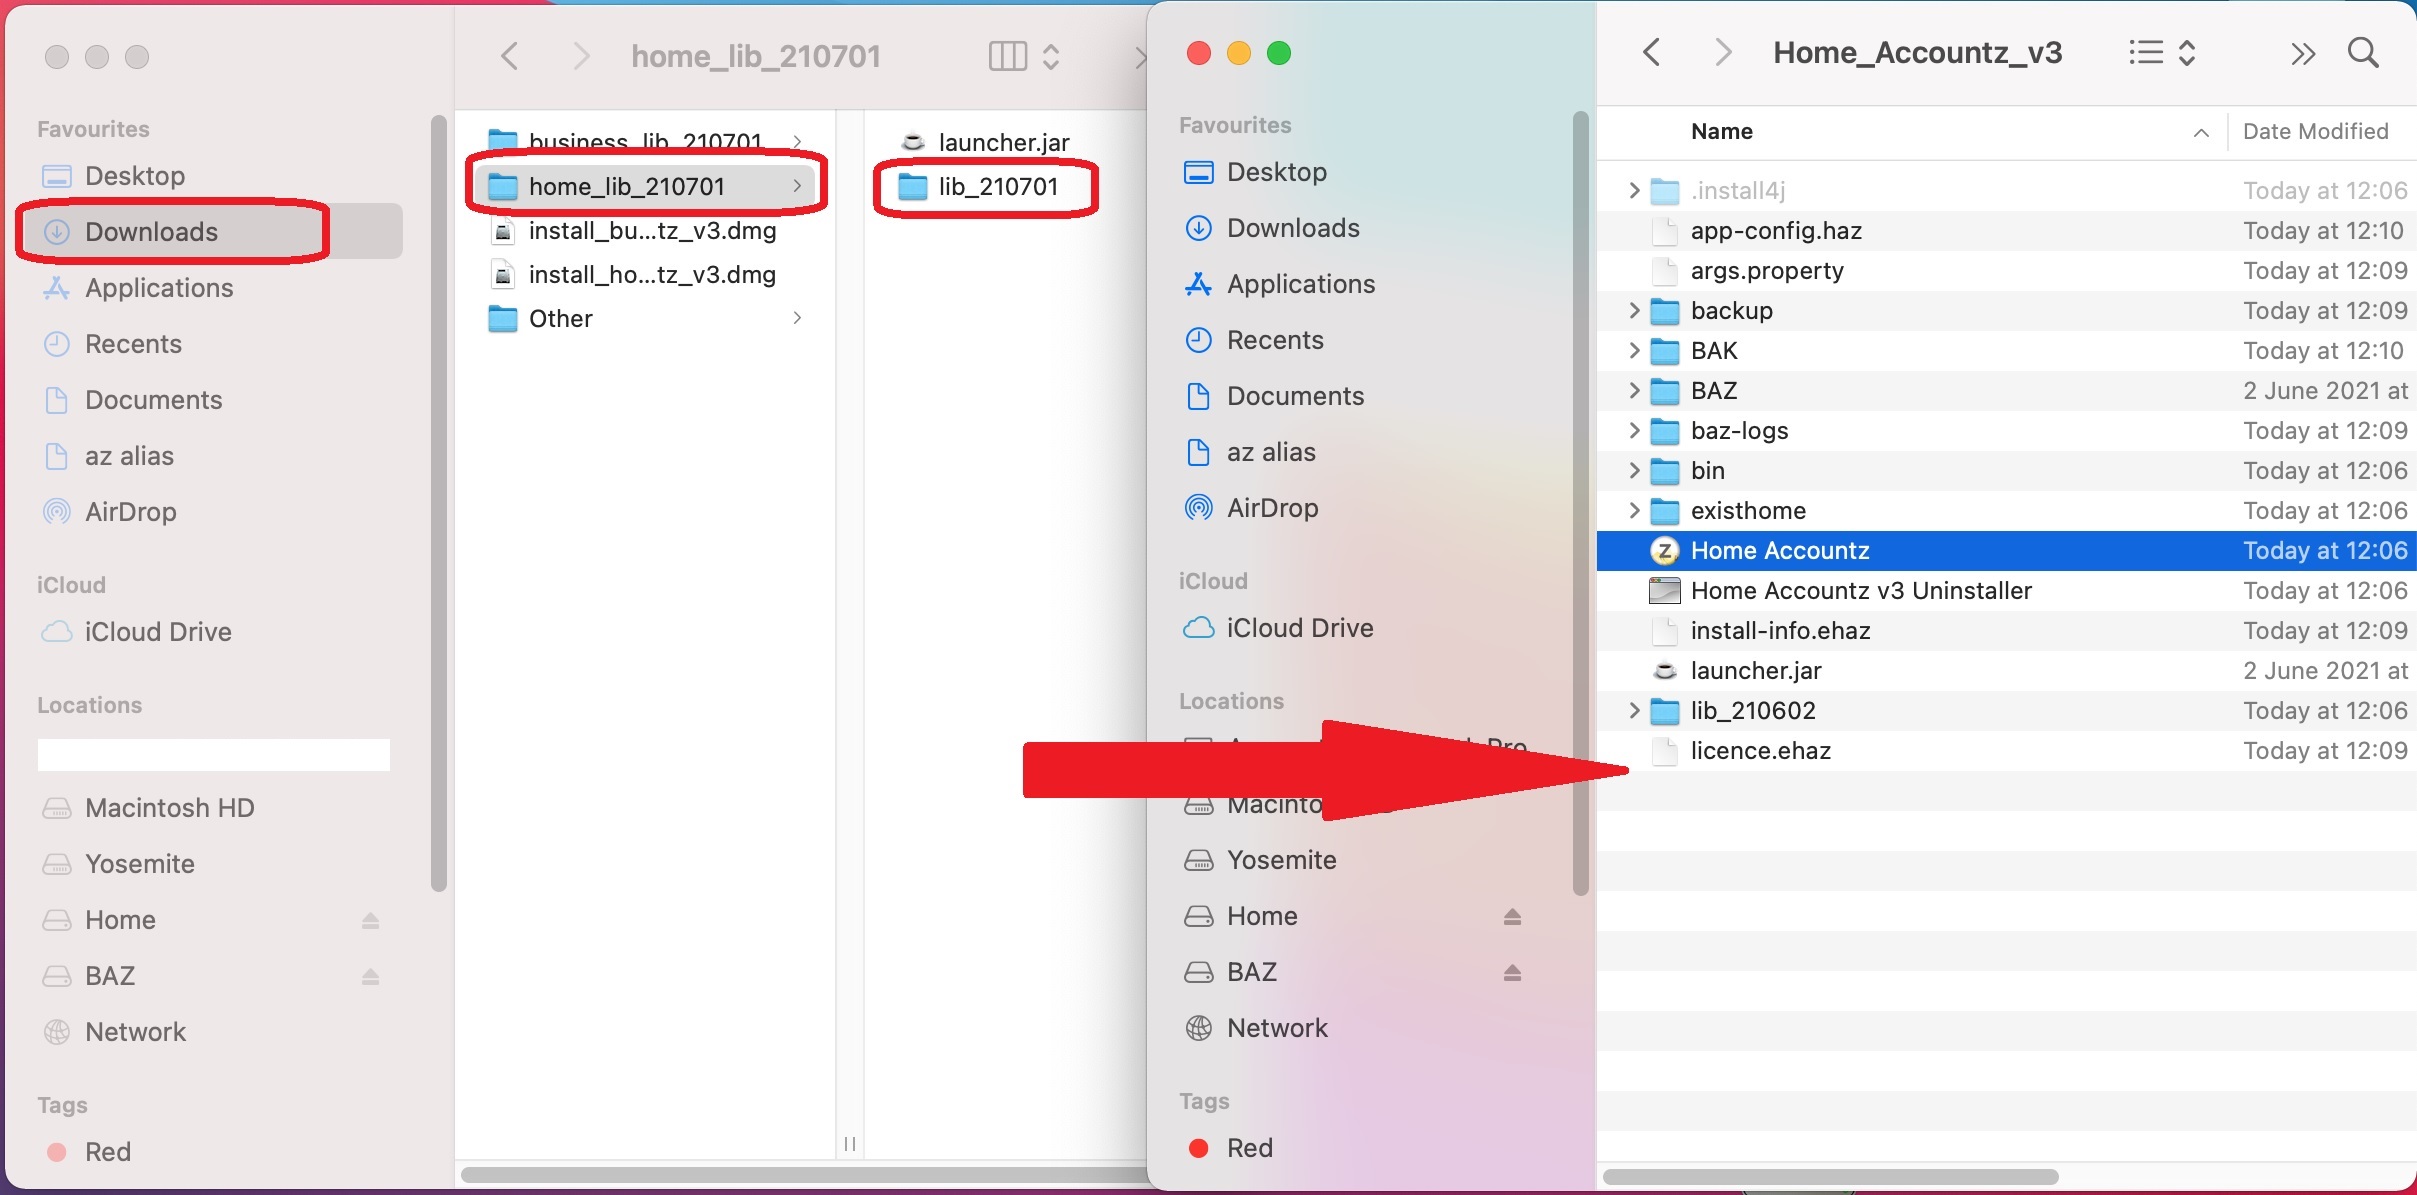 home_lib_210701
Favourites
Desktop
Downloads
Applications
Recents
Documents
az alias
AirDrop
iCloud
iCloud Drive
Locations
Macintosh HD
Yosemite
Home
BAZ
Network
Tags
Red
business_lib_210701
home_lib_210701
install_bu...tz_v3.dmg
install_ho...tz_v3.dmg
Other
launcher.jar
lib_210701
Home_Accountz_v3
Favourites
Desktop
Downloads
Applications
Recents
Documents
az alias
AirDrop
iCloud
iCloud Drive
Locations
Pro
Macinto
Yosemite
Home
BAZ
Network
Tags
Red
Name Date Modified
.install4j Today at 12:06
app-config.haz Today at 12:10
args.property Today at 12:09
backup Today at 12:09
BAK Today at 12:10
BAZ 2 June 2021 at
baz-logs Today at 12:09
bin Today at 12:06
existhome Today at 12:06
Home Accountz Today at 12:06
Home Accountz v3 Uninstaller Today at 12:06
install-info.ehaz Today at 12:09
launcher.jar 2 June 2021 at
lib_210602 Today at 12:06
licence.ehaz Today at 12:09